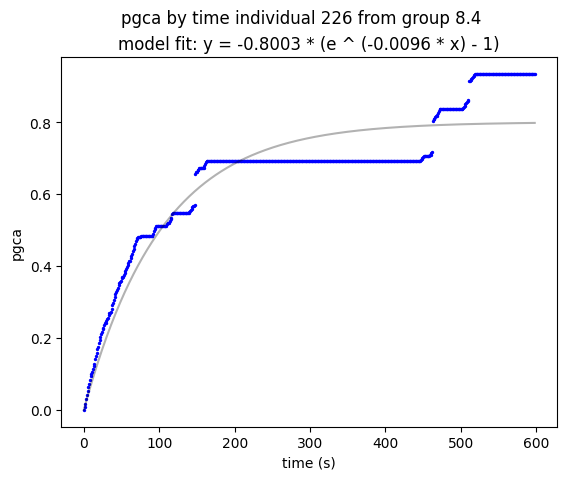 pgca by time individual 226 from group 8.4
model fit: y = -0.8003 * (e ^ (-0.0096 * x) - 1)
0.8
0.6
0.4
0.2
0.0
pgca
0 100 200 300 400 500 600
time (s)